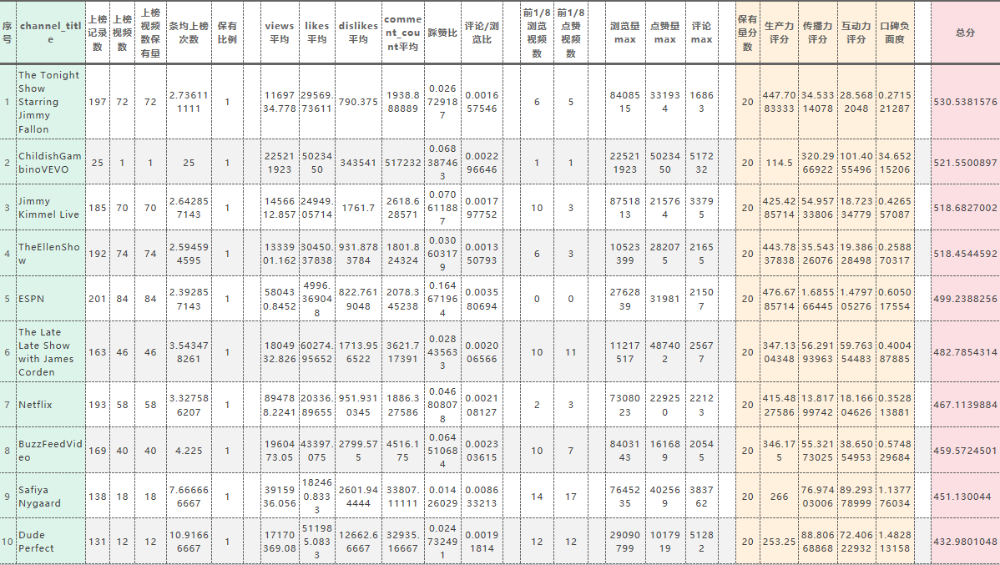 序号 channel_title 上榜记录数 上榜视频数 上榜视频数保有量 条均上榜次数 保有比例 views平均 likes平均 dislikes平均 comment_count平均 踩赞比 评论/浏览比 前1/8浏览视频数 前1/8点赞视频数 浏览量max 点赞量max 评论max 保有量分数 生产力评分 传播力评分 互动力评分 口碑负面度 总分
1 The Tonight Show Starring Jimmy Fallon 197 72 72 2.736111111 1 1169734.778 29569.73611 790.375 1938.888889 0.026729187 0.0016657546 6 5 8408515 331934 16863 20 447.7083333 34.53314078 28.5682048 0.271521287 530.5381576
2 ChildishGambinoVEVO 25 1 1 25 1 225211923 5023450 343541 517232 0.068387463 0.002296646 1 1 225211923 5023450 517232 20 114.5 320.2966922 101.4055496 34.65215206 521.5500897
3 Jimmy Kimmel Live 185 70 70 2.642857143 1 1456612.857 24949.05714 1761.7 2618.628571 0.070611887 0.001797752 10 3 8751813 215764 33795 20 425.4285714 54.95733806 18.72334779 0.426557087 518.6827002
4 TheEllenShow 192 74 74 2.594594595 1 1333901.162 30450.37838 931.8783784 1801.824324 0.030603179 0.001350793 6 3 10523399 282075 21655 20 443.7837838 35.54326076 19.38628498 0.258870317 518.4544592
5 ESPN 201 84 84 2.392857143 1 580430.8452 4996.369048 822.7619048 2078.345238 0.164671964 0.003580694 0 0 2762839 31981 21507 20 476.6785714 1.685566445 1.479705276 0.605017554 499.2388256
6 The Late Late Show with James Corden 163 46 46 3.543478261 1 1804932.826 60274.95652 1713.956522 3621.717391 0.028435633 0.002006566 10 11 11217517 487402 25677 20 347.1304348 56.29193963 59.76354483 0.400487885 482.7854314
7 Netflix 193 58 58 3.327586207 1 894788.2241 20336.89655 951.9310345 1886.327586 0.046808078 0.002108127 2 3 7308023 229250 22123 20 415.4827586 13.81799742 18.16604626 0.352813881 467.1139884
8 BuzzFeedVideo 169 40 40 4.225 1 1960473.05 43397.075 2799.575 4516.175 0.064510684 0.002303615 10 7 8403143 161689 20545 20 346.175 55.32173025 38.65054953 0.574829684 459.5724501
9 Safiya Nygaard 138 18 18 7.666666667 1 3915936.056 182460.8333 2601.944444 33807.11111 0.01426029 0.008633213 14 17 7645235 402569 383762 20 266 76.97403006 89.29378999 1.137776034 451.130044
10 Dude Perfect 131 12 12 10.91666667 1 17170369.08 511985.0833 12662.66667 32935.16667 0.024732491 0.00191814 12 12 29090799 1017919 51282 20 253.25 88.80668868 72.40622932 1.482813158 432.9801048